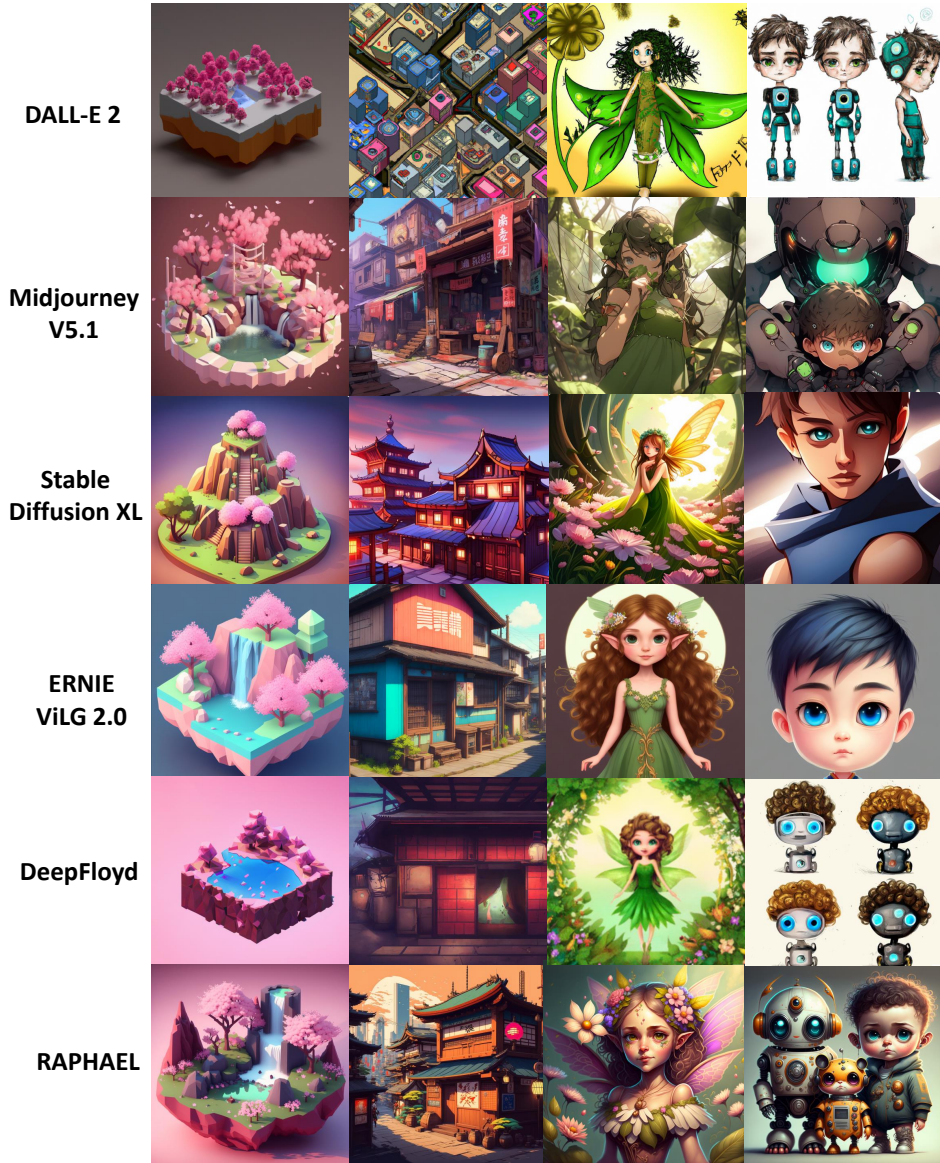 DALL-E 2
Midjourney
V5.1
Stable
Diffusion XL
ERNIE
ViLG 2.0
DeepFloyd
RAPHAEL